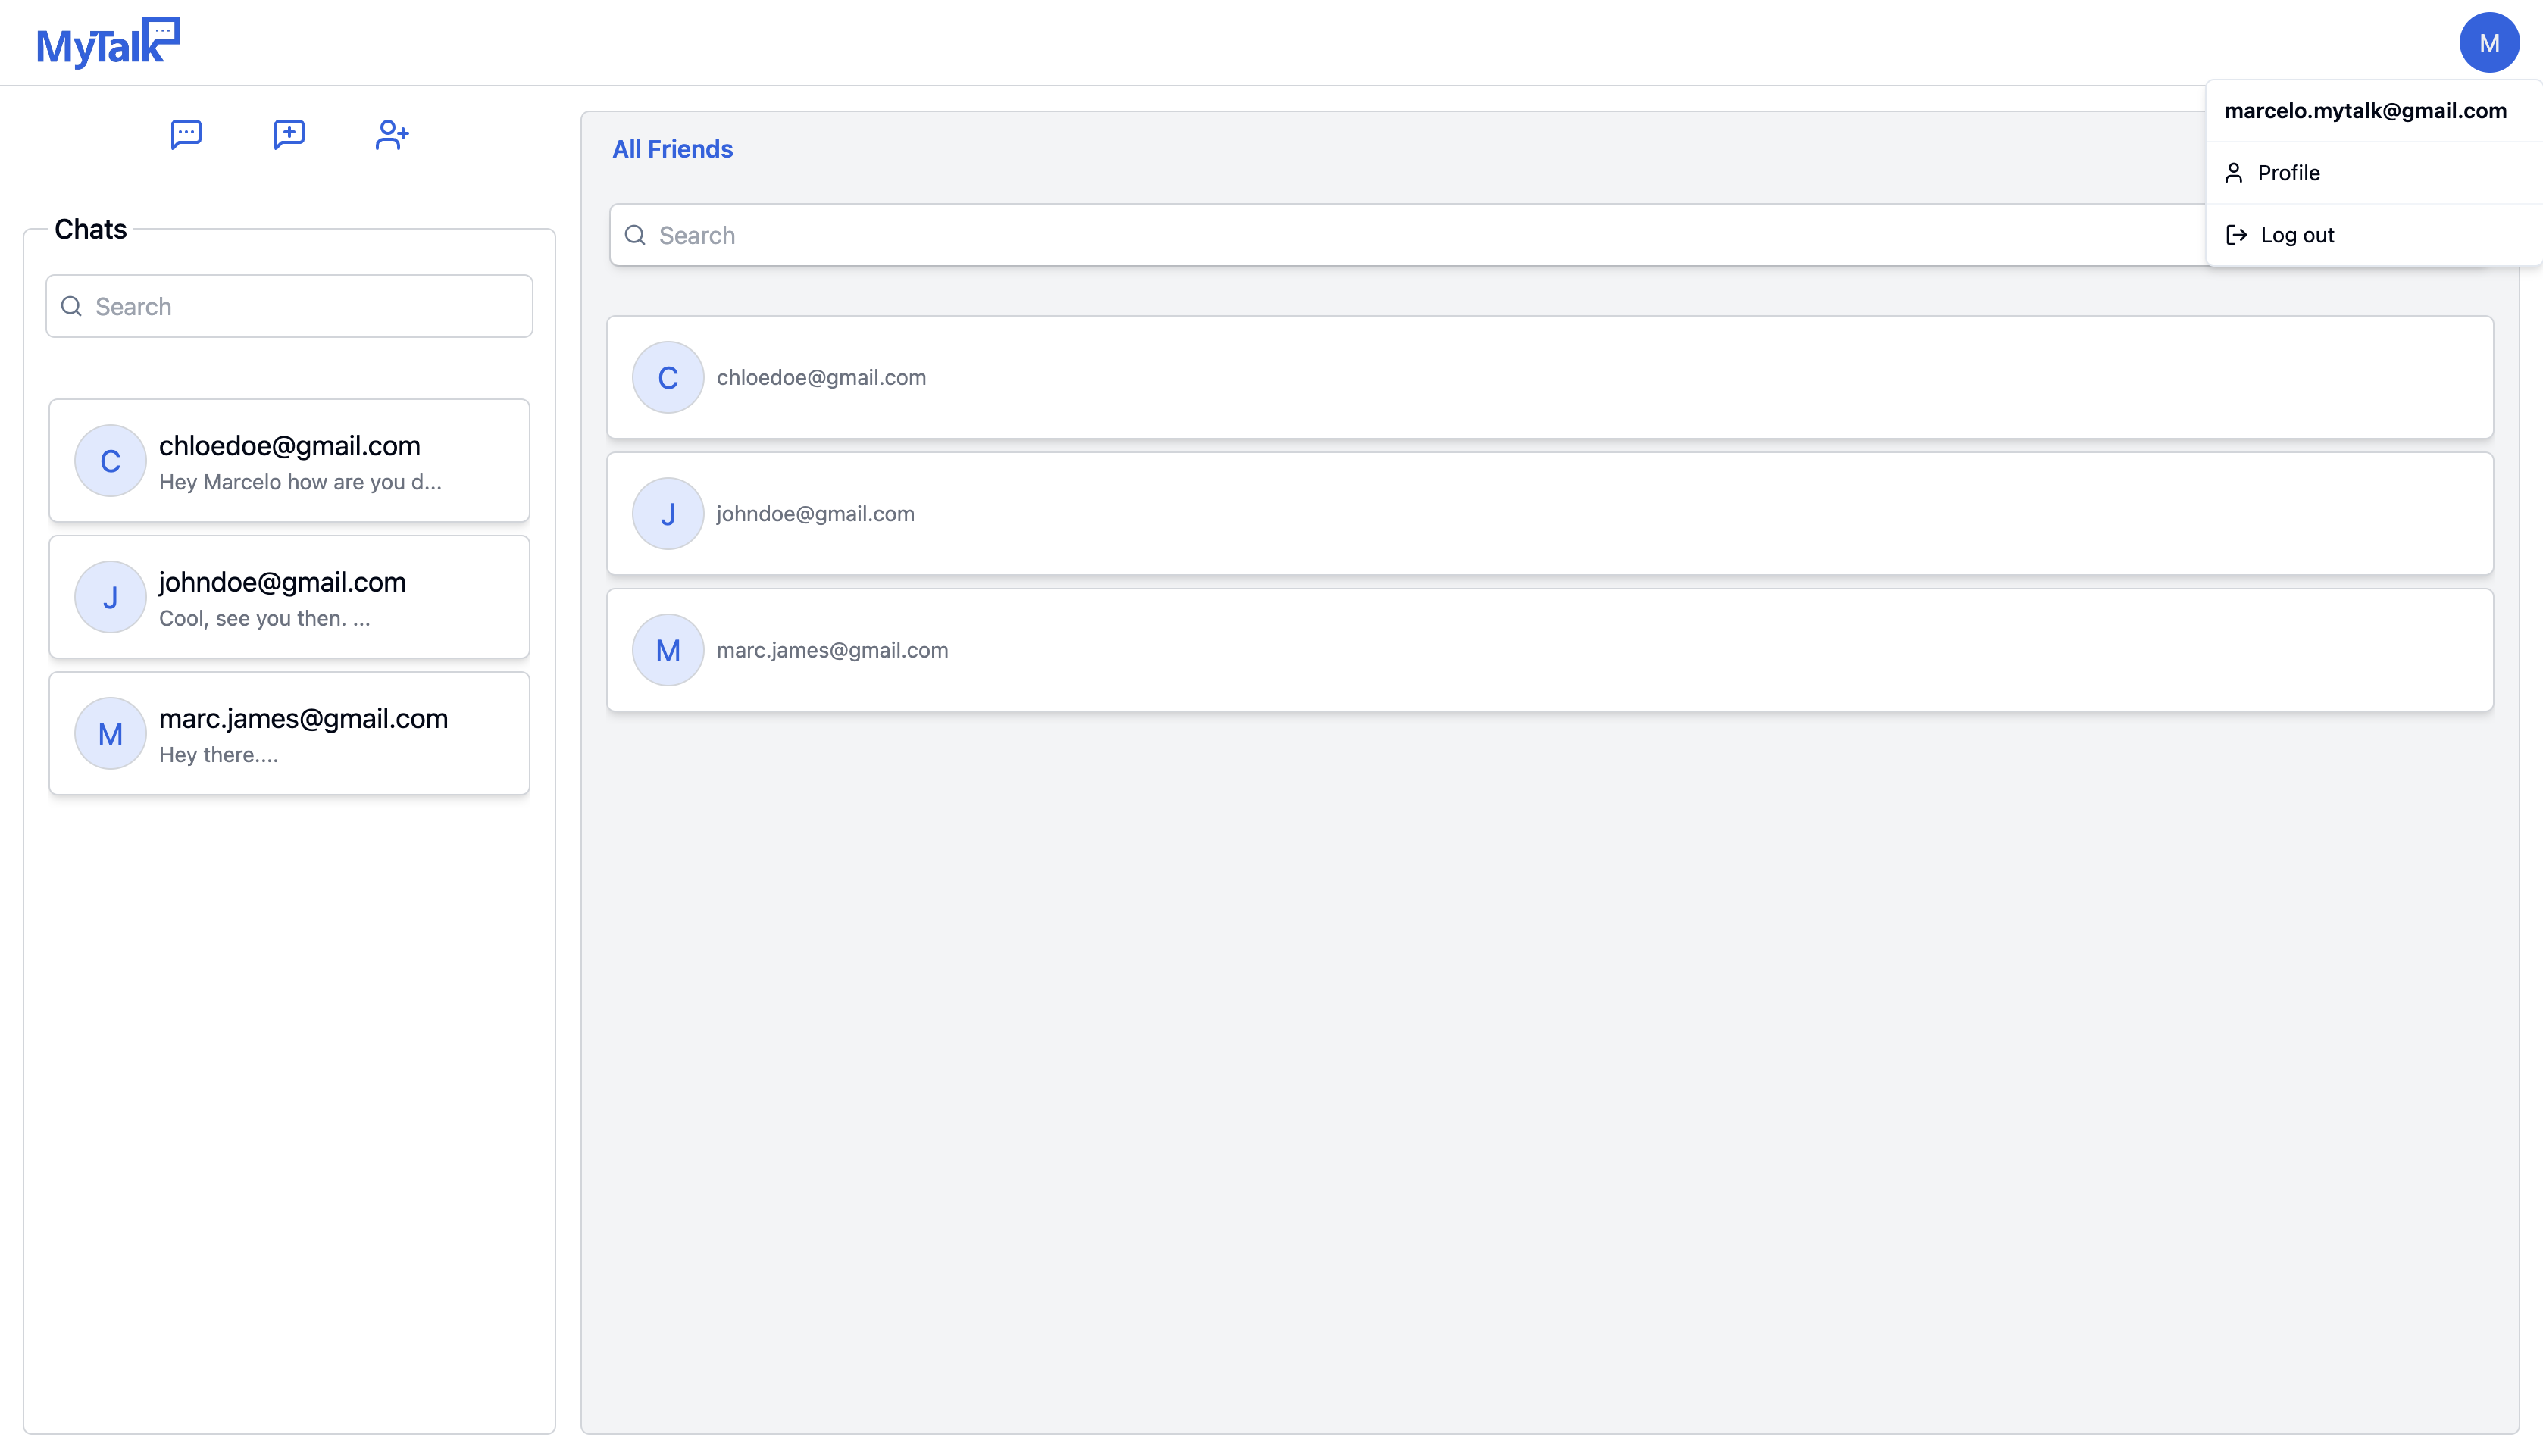 MyTalk
M
marcelo.mytalk@gmail.com
Profile
Log out
Chats
Search
C
chloedoe@gmail.com
Hey Marcelo how are you d...
J
johndoe@gmail.com
Cool, see you then. ...
M
marc.james@gmail.com
Hey there....
All Friends
Search
C
chloedoe@gmail.com
J
johndoe@gmail.com
M
marc.james@gmail.com